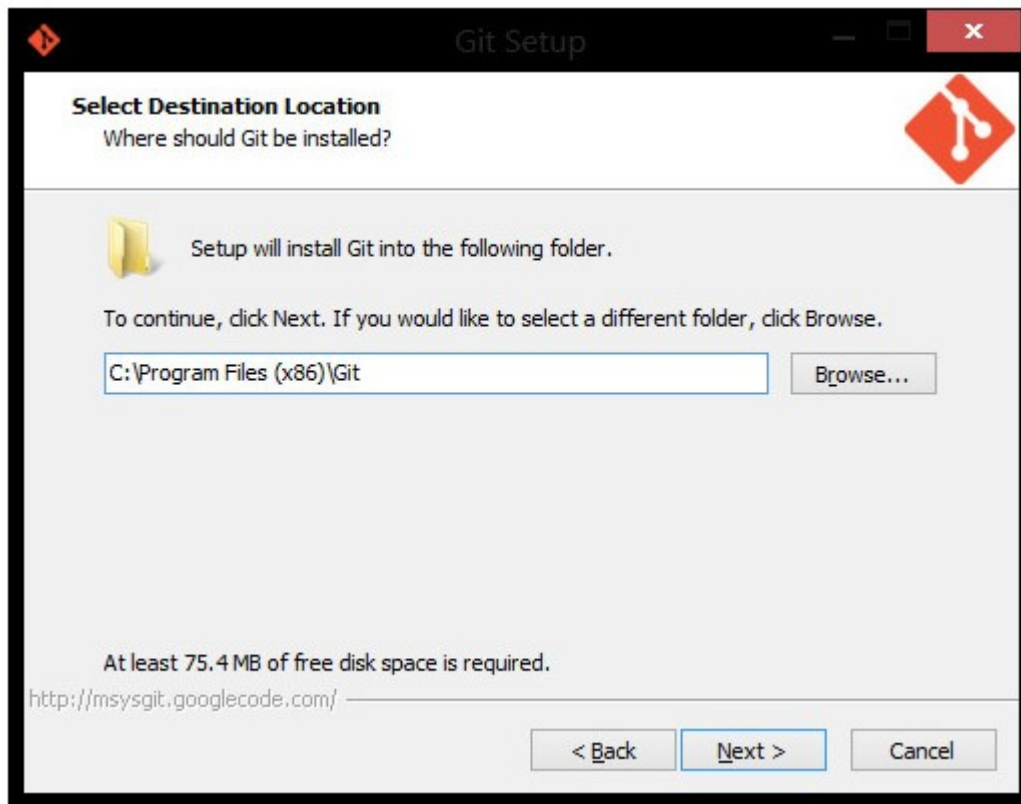 Git Setup
Select Destination Location
Where should Git be installed?
Setup will install Git into the following folder.
To continue, click Next. If you would like to select a different folder, click Browse.
C:\Program Files (x86)\Git
Browse...
At least 75.4 MB of free disk space is required.
http://msysgit.googlecode.com/
< Back
Next >
Cancel